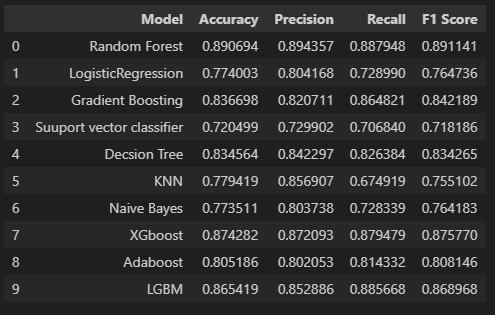 Model Accuracy Precision Recall F1 Score
0 Random Forest 0.890694 0.894357 0.887948 0.891141
1 LogisticRegression 0.774003 0.804168 0.728990 0.764736
2 Gradient Boosting 0.836698 0.820711 0.864821 0.842189
3 Suuport vector classifier 0.720499 0.729902 0.706840 0.718186
4 Decsion Tree 0.834564 0.842297 0.826384 0.834265
5 KNN 0.779419 0.856907 0.674919 0.755102
6 Naive Bayes 0.773511 0.803738 0.728339 0.764183
7 XGboost 0.874282 0.872093 0.879479 0.875770
8 Adaboost 0.805186 0.802053 0.814332 0.808146
9 LGBM 0.865419 0.852886 0.885668 0.868968